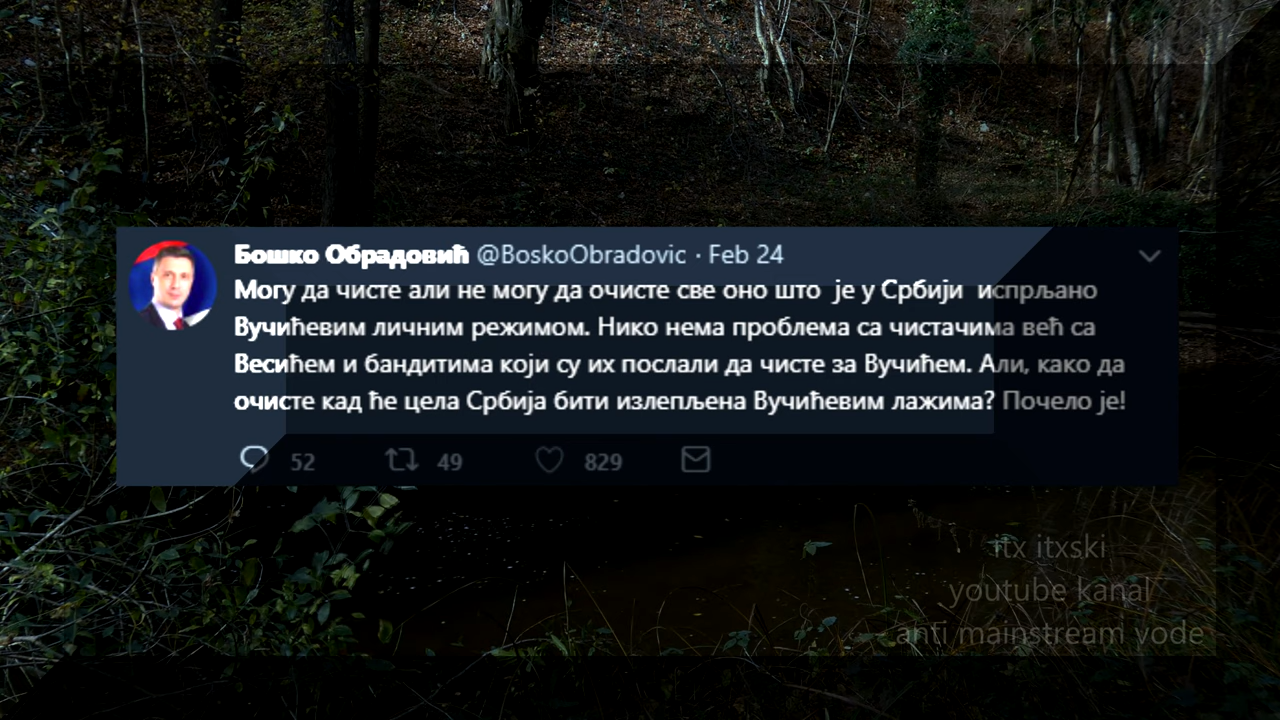 Бошко Обрадовић @BoskoObradovic · Feb 24
Могу да чисте али не могу да очисте све оно што је у Србији испрљано
Вучићевим личним режимом. Нико нема проблема са чистачима већ са
Весићем и бандитима који су их послали да чисте за Вучићем. Али, како да
очисте кад ће цела Србија бити излепљена Вучићевим лажима? Почело је!
52 49 829
itx itxski
youtube kanal
anti mainstream vode